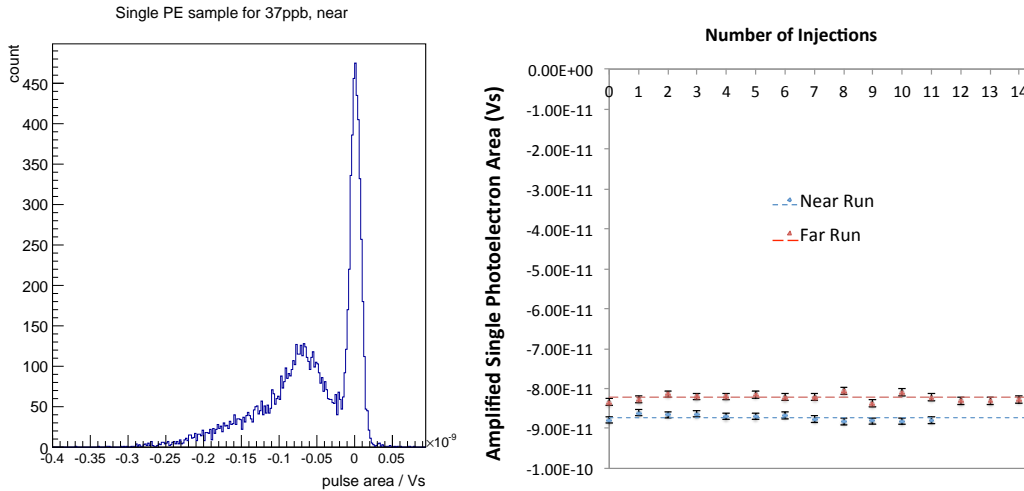 Single PE sample for 37ppb, near
count
450
400
350
300
250
200
150
100
50
0
-0.4 -0.35 -0.3 -0.25 -0.2 -0.15 -0.1 -0.05 0 0.05
×10⁻⁹
pulse area / Vs
Number of Injections
Amplified Single Photoelectron Area (Vs)
0.00E+00
0 1 2 3 4 5 6 7 8 9 10 11 12 13 14
-1.00E-11
-2.00E-11
-3.00E-11
-4.00E-11
-5.00E-11
-6.00E-11
-7.00E-11
-8.00E-11
-9.00E-11
-1.00E-10
Near Run
Far Run